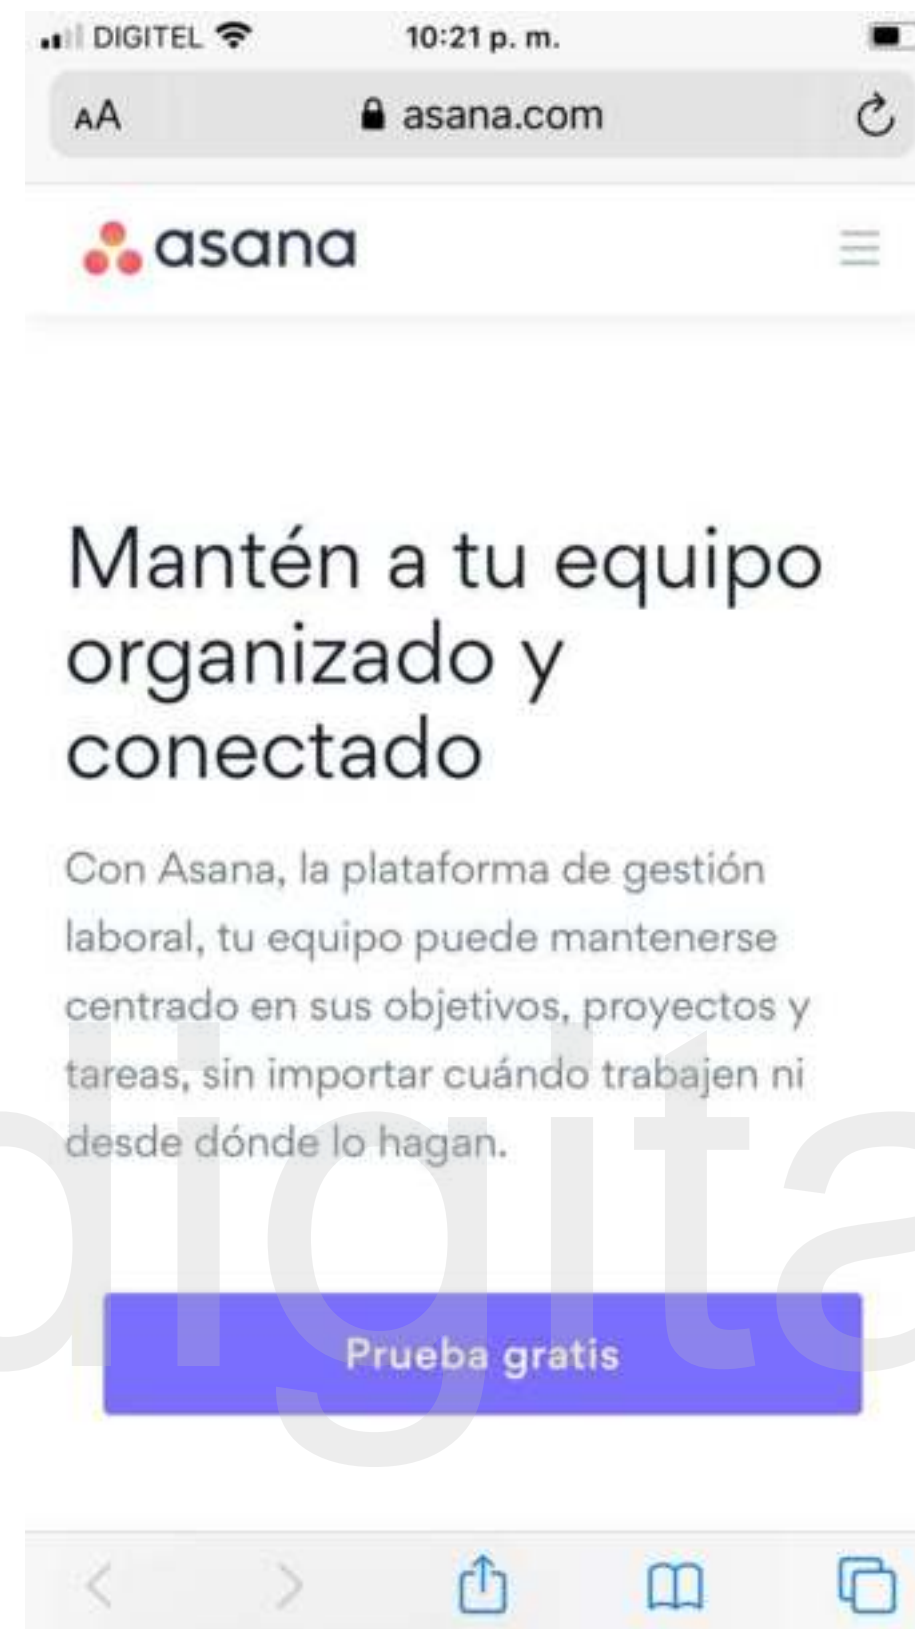 DIGITEL 10:21 p. m.
AA asana.com
asana
Mantén a tu equipo
organizado y
conectado
Con Asana, la plataforma de gestión
laboral, tu equipo puede mantenerse
centrado en sus objetivos, proyectos y
tareas, sin importar cuándo trabajen ni
desde dónde lo hagan.
digita
Prueba gratis